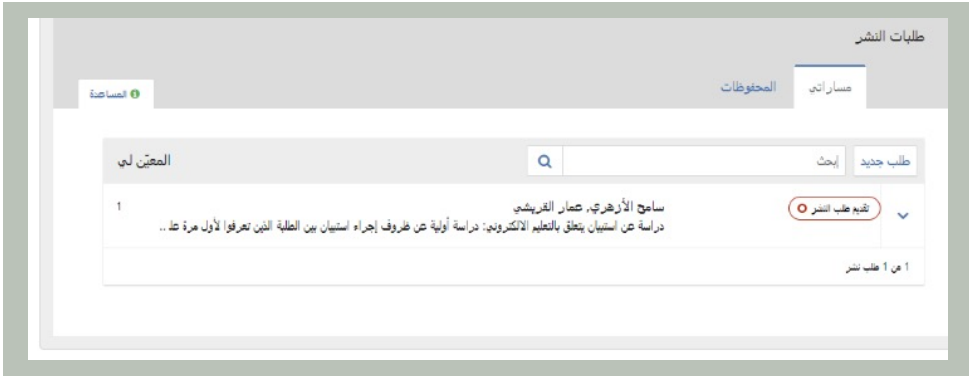 طلبات النشر
مساراتي
المحفوظات
المساعدة
طلب جديد
إبحث
المعيّن لي
تقديم طلب النشر
سامح الأزهري, عمار القريشي
1
دراسة عن استبيان يتعلق بالتعليم الالكتروني: دراسة أولية عن ظروف إجراء استبيان بين الطلبة الذين تعرفوا لأول مرة علـ ..
1 من 1 طلب نشر